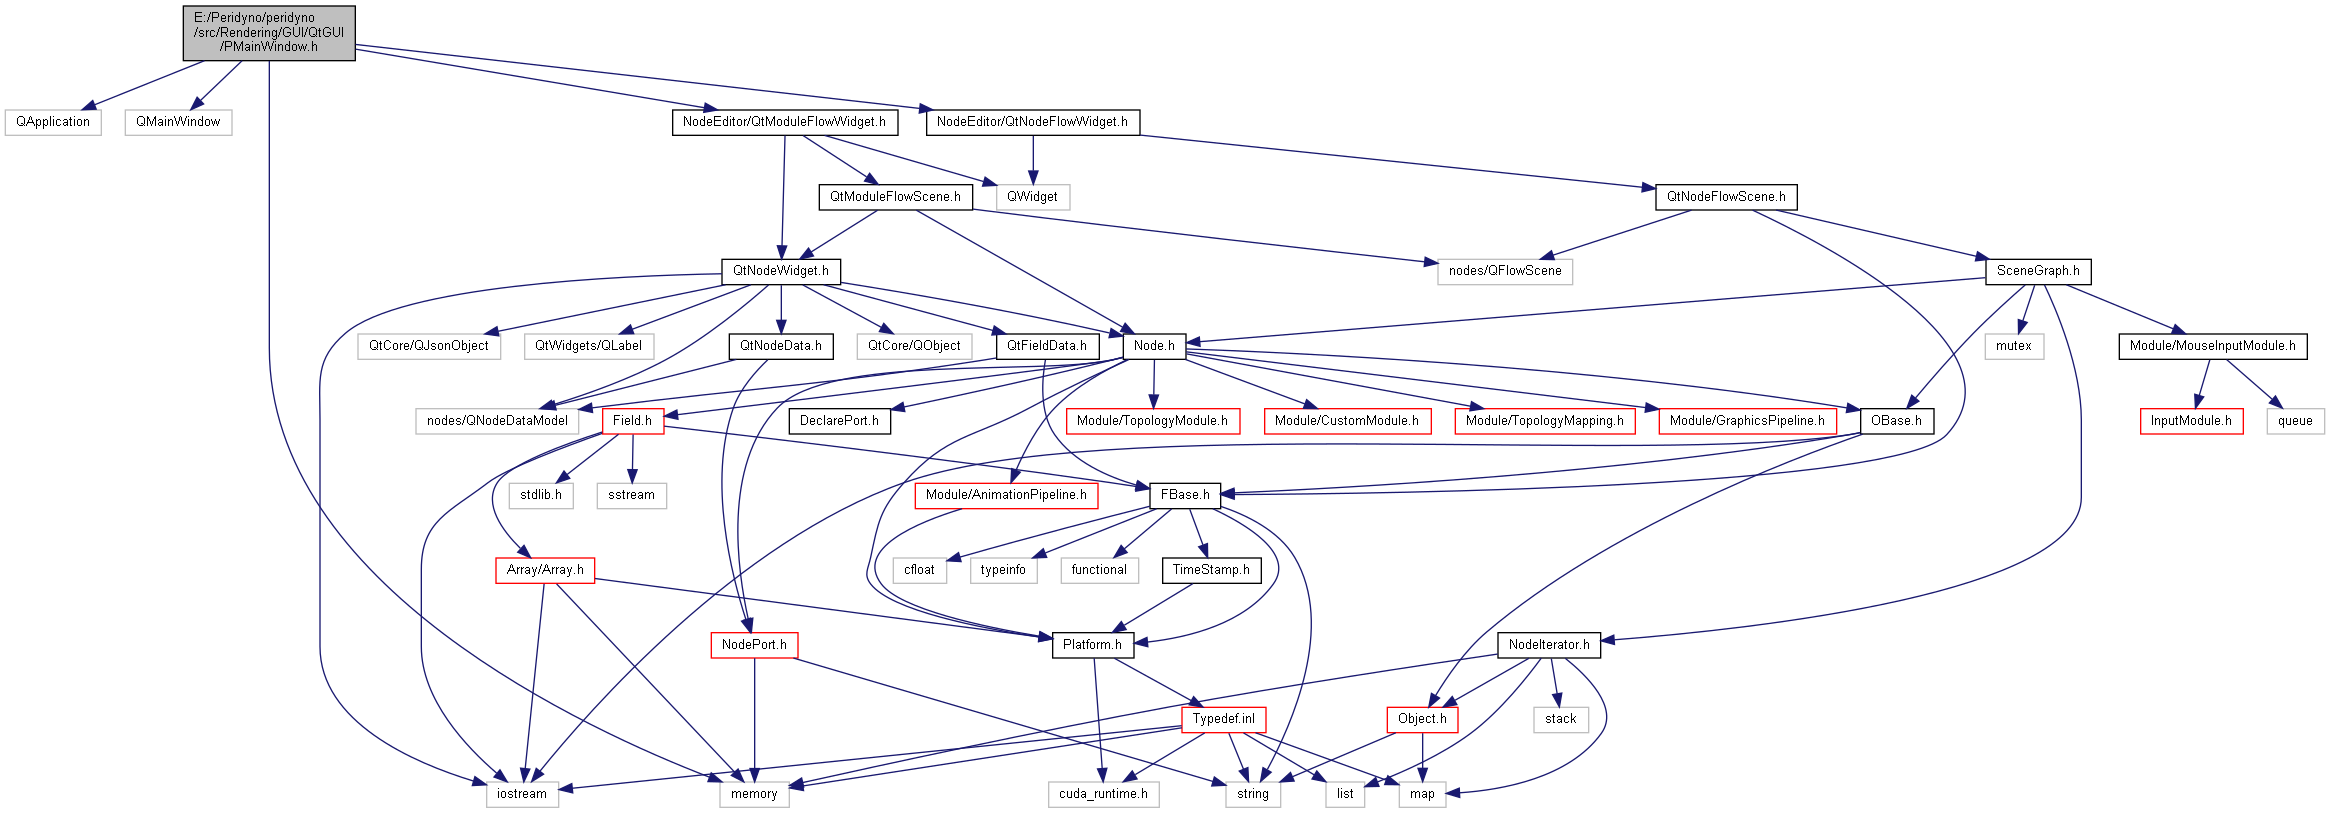 E:/Peridyno/peridyno
/src/Rendering/GUI/QtGUI
/PMainWindow.h
QApplication
QMainWindow
NodeEditor/QtModuleFlowWidget.h
NodeEditor/QtNodeFlowWidget.h
QtModuleFlowScene.h
QWidget
QtNodeFlowScene.h
QtNodeWidget.h
nodes/QFlowScene
SceneGraph.h
QtCore/QJsonObject
QtWidgets/QLabel
QtNodeData.h
QtCore/QObject
QtFieldData.h
Node.h
mutex
Module/MouseInputModule.h
nodes/QNodeDataModel
Field.h
DeclarePort.h
Module/TopologyModule.h
Module/CustomModule.h
Module/TopologyMapping.h
Module/GraphicsPipeline.h
OBase.h
InputModule.h
queue
stdlib.h
sstream
Module/AnimationPipeline.h
FBase.h
Array/Array.h
cfloat
typeinfo
functional
TimeStamp.h
NodePort.h
Platform.h
NodeIterator.h
Typedef.inl
Object.h
stack
iostream
memory
cuda_runtime.h
string
list
map